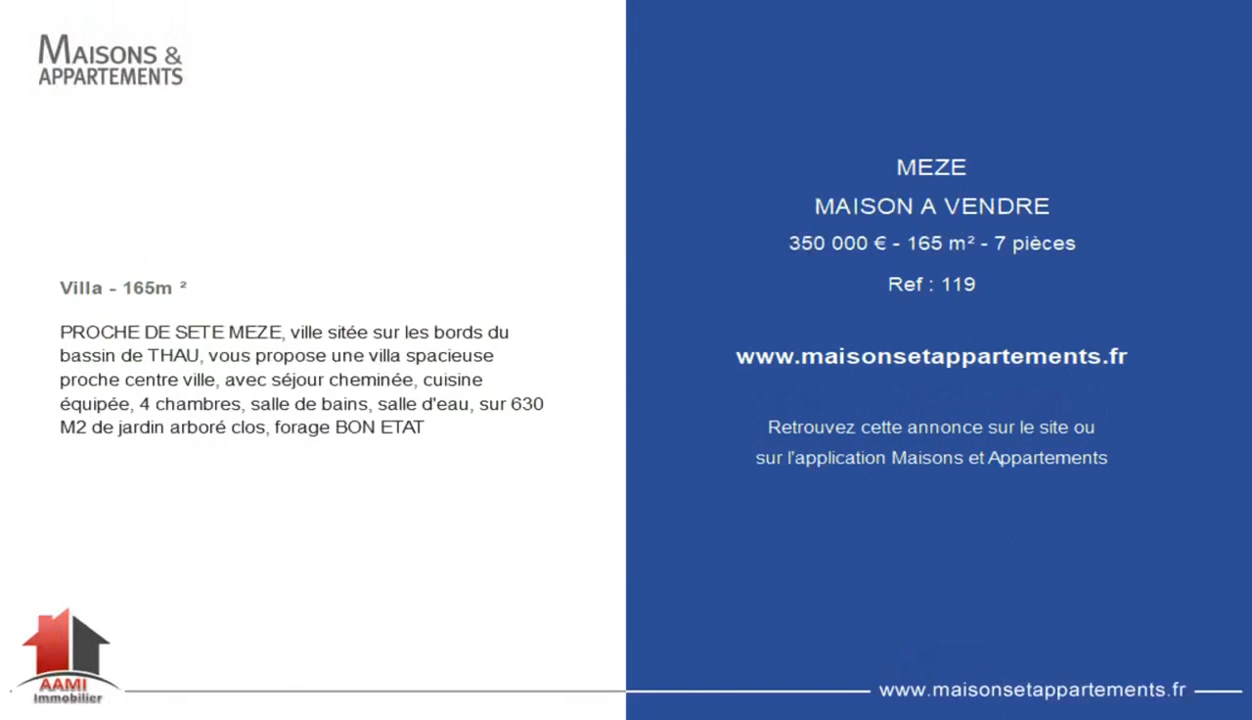 MAISONS &
APPARTEMENTS
Villa - 165m ²
PROCHE DE SETE MEZE, ville sitée sur les bords du
bassin de THAU, vous propose une villa spacieuse
proche centre ville, avec séjour cheminée, cuisine
équipée, 4 chambres, salle de bains, salle d'eau, sur 630
M2 de jardin arboré clos, forage BON ETAT
MEZE
MAISON A VENDRE
350 000 € - 165 m² - 7 pièces
Ref : 119
www.maisonsetappartements.fr
Retrouvez cette annonce sur le site ou
sur l'application Maisons et Appartements
AAMI
Immobilier
www.maisonsetappartements.fr